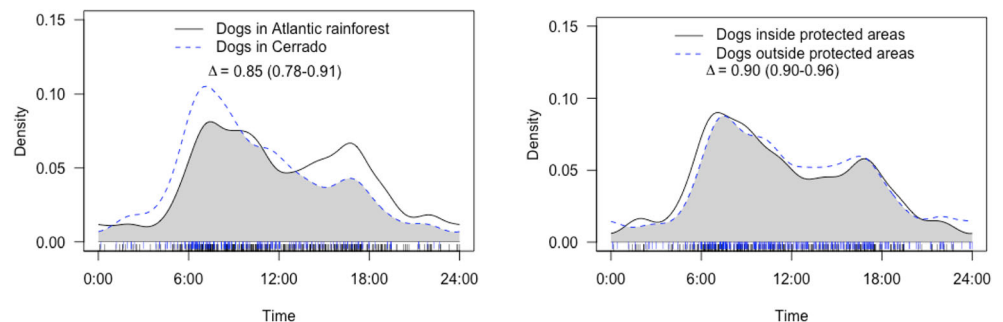 0.15
0.10
0.05
0.00
Density
Dogs in Atlantic rainforest
Dogs in Cerrado
Δ = 0.85 (0.78-0.91)
0:00 6:00 12:00 18:00 24:00
Time
0.15
0.10
0.05
0.00
Density
Dogs inside protected areas
Dogs outside protected areas
Δ = 0.90 (0.90-0.96)
0:00 6:00 12:00 18:00 24:00
Time